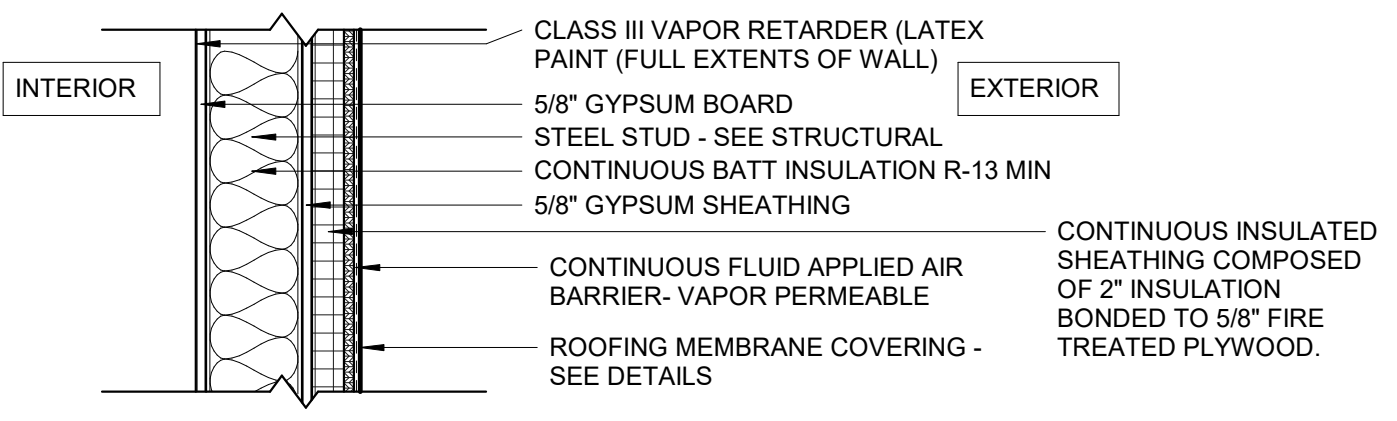 CLASS III VAPOR RETARDER (LATEX
PAINT (FULL EXTENTS OF WALL)
INTERIOR
EXTERIOR
5/8" GYPSUM BOARD
STEEL STUD - SEE STRUCTURAL
CONTINUOUS BATT INSULATION R-13 MIN
5/8" GYPSUM SHEATHING
CONTINUOUS INSULATED
SHEATHING COMPOSED
OF 2" INSULATION
BONDED TO 5/8" FIRE
TREATED PLYWOOD.
CONTINUOUS FLUID APPLIED AIR
BARRIER- VAPOR PERMEABLE
ROOFING MEMBRANE COVERING -
SEE DETAILS